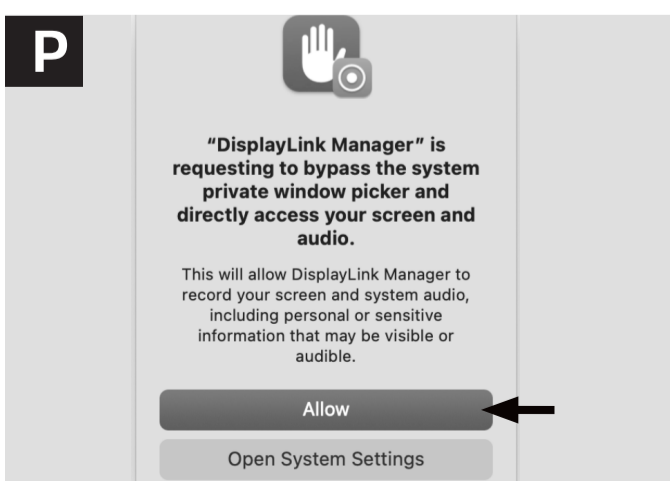 P
“DisplayLink Manager” is
requesting to bypass the system
private window picker and
directly access your screen and
audio.
This will allow DisplayLink Manager to
record your screen and system audio,
including personal or sensitive
information that may be visible or
audible.
Allow
Open System Settings